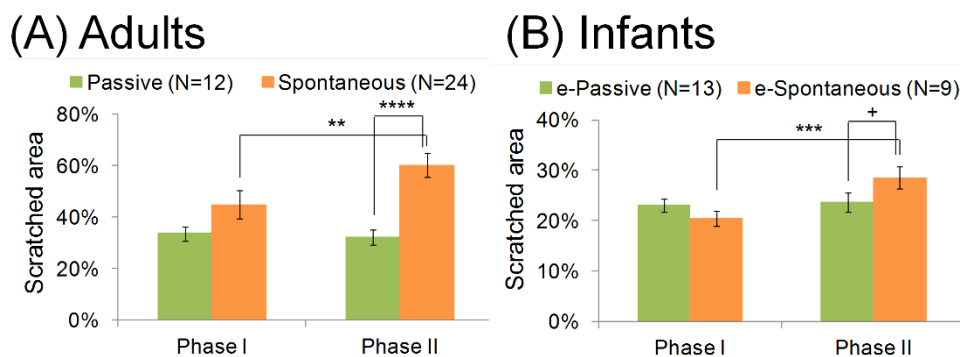 (A) Adults
Passive (N=12) Spontaneous (N=24)
Scratched area
80%
60%
40%
20%
0%
**
****
Phase I Phase II
(B) Infants
e-Passive (N=13) e-Spontaneous (N=9)
Scratched area
40%
30%
20%
10%
0%
***
+
Phase I Phase II